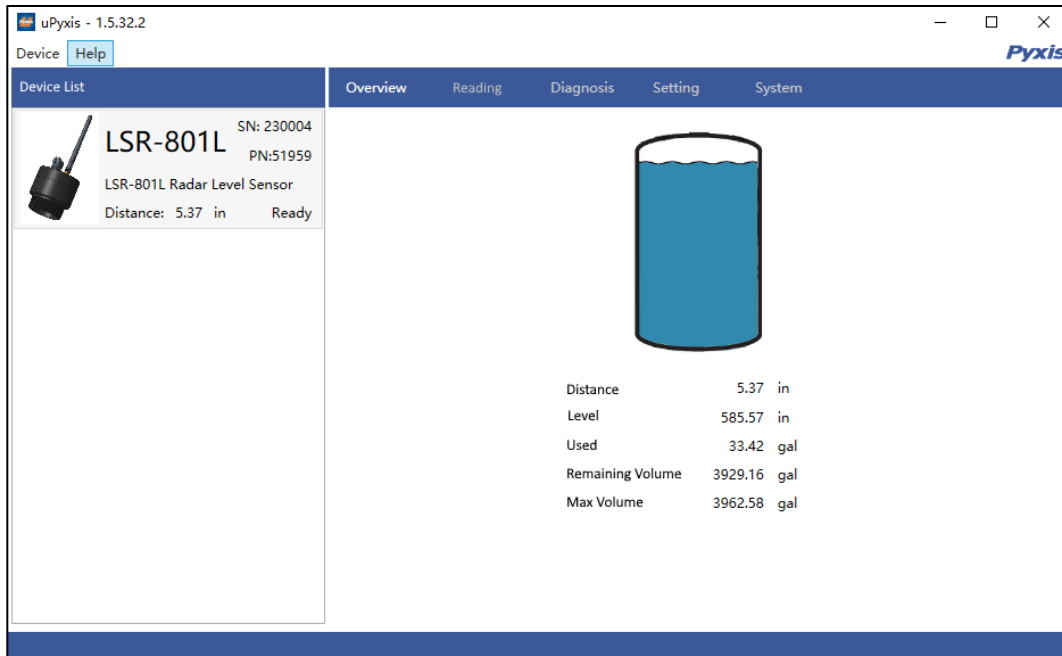 uPyxis - 1.5.32.2
Device Help
Pyxis
Device List
Overview Reading Diagnosis Setting System
LSR-801L
SN: 230004
PN:51959
LSR-801L Radar Level Sensor
Distance: 5.37 in Ready
Distance 5.37 in
Level 585.57 in
Used 33.42 gal
Remaining Volume 3929.16 gal
Max Volume 3962.58 gal